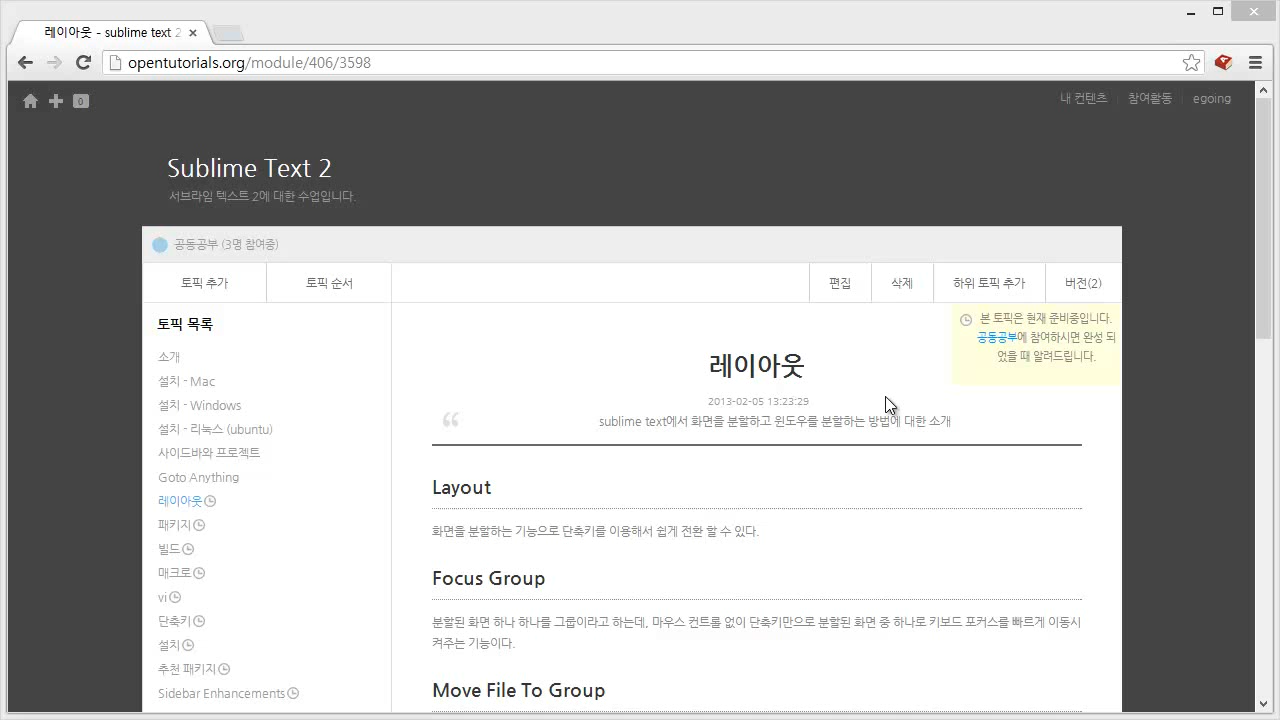 레이아웃 - sublime text 2
opentutorials.org/module/406/3598
0
내 컨텐츠
참여활동
egoing
Sublime Text 2
서브라임 텍스트 2에 대한 수업입니다.
공동공부 (3명 참여중)
토픽 추가
토픽 순서
편집
삭제
하위 토픽 추가
버전(2)
토픽 목록
소개
설치 - Mac
설치 - Windows
설치 - 리눅스 (ubuntu)
사이드바와 프로젝트
Goto Anything
레이아웃
패키지
빌드
매크로
vi
단축키
설치
추천 패키지
Sidebar Enhancements
본 토픽은 현재 준비중입니다.
공동공부에 참여하시면 완성 되
었을 때 알려드립니다.
레이아웃
2013-02-05 13:23:29
“
sublime text에서 화면을 분할하고 윈도우를 분할하는 방법에 대한 소개
Layout
화면을 분할하는 기능으로 단축키를 이용해서 쉽게 전환 할 수 있다.
Focus Group
분할된 화면 하나 하나를 그룹이라고 하는데, 마우스 컨트롤 없이 단축키만으로 분할된 화면 중 하나로 키보드 포커스를 빠르게 이동시
켜주는 기능이다.
Move File To Group